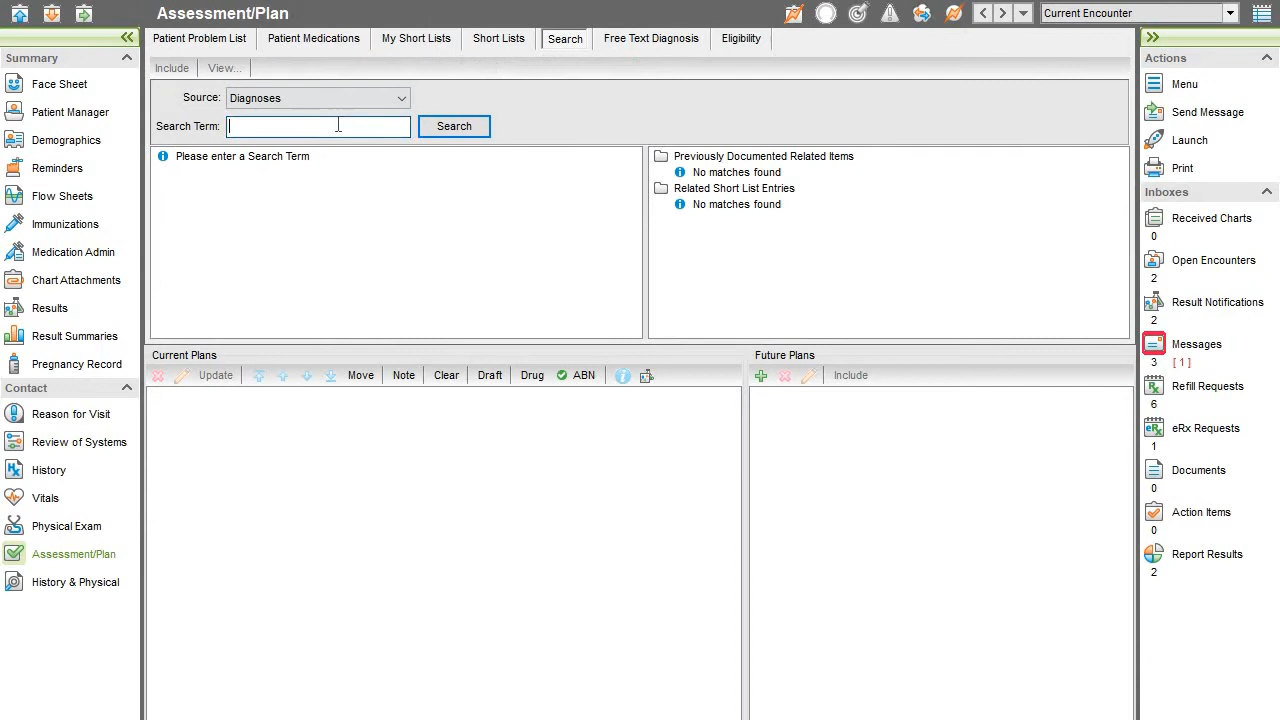 Assessment/Plan
Current Encounter
Summary
Face Sheet
Patient Manager
Demographics
Reminders
Flow Sheets
Immunizations
Medication Admin
Chart Attachments
Results
Result Summaries
Pregnancy Record
Contact
Reason for Visit
Review of Systems
History
Vitals
Physical Exam
Assessment/Plan
History & Physical
Patient Problem List
Patient Medications
My Short Lists
Short Lists
Search
Free Text Diagnosis
Eligibility
Include
View...
Source: Diagnoses
Search Term:
Search
Please enter a Search Term
Previously Documented Related Items
No matches found
Related Short List Entries
No matches found
Current Plans
Update
Move
Note
Clear
Draft
Drug
ABN
Future Plans
Include
Actions
Menu
Send Message
Launch
Print
Inboxes
Received Charts
0
Open Encounters
2
Result Notifications
2
Messages
3 [ 1 ]
Refill Requests
6
eRx Requests
1
Documents
0
Action Items
0
Report Results
2